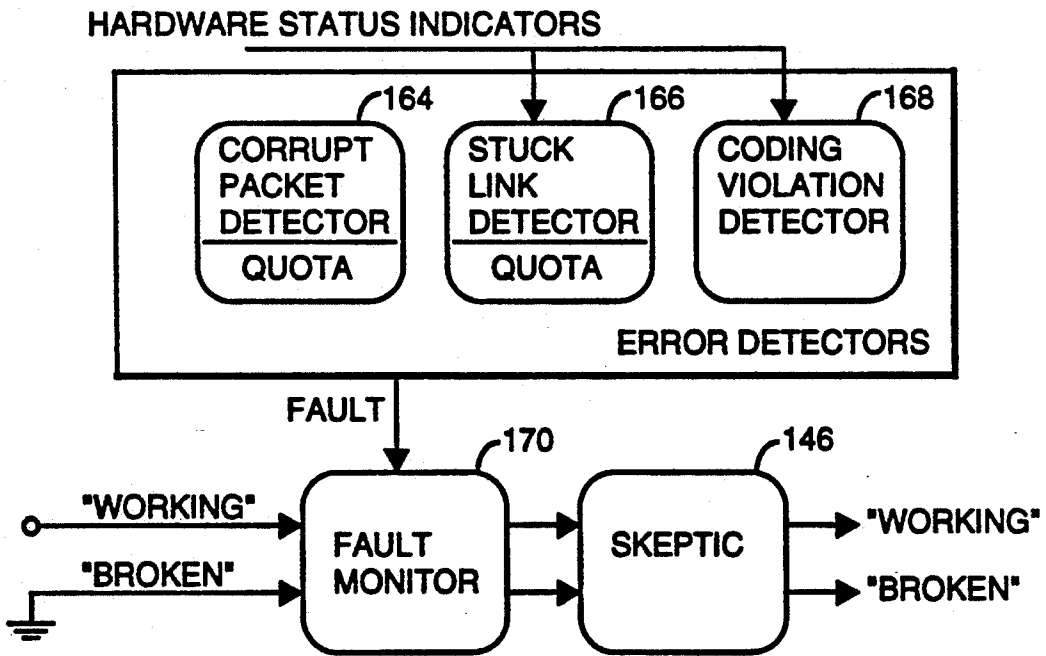 HARDWARE STATUS INDICATORS
164
166
168
CORRUPT
PACKET
DETECTOR
QUOTA
STUCK
LINK
DETECTOR
QUOTA
CODING
VIOLATION
DETECTOR
ERROR DETECTORS
FAULT
170
146
"WORKING"
"BROKEN"
FAULT
MONITOR
SKEPTIC
"WORKING"
"BROKEN"